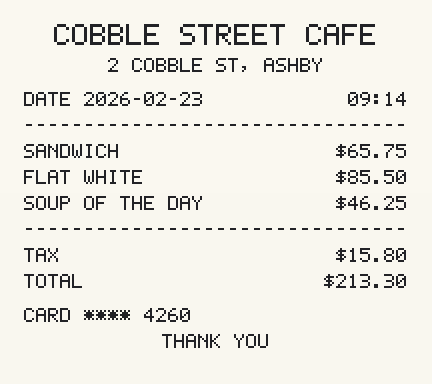 COBBLE STREET CAFE
2 COBBLE ST, ASHBY
DATE 2026-02-23 09:14
--------------------------------
SANDWICH $65.75
FLAT WHITE $85.50
SOUP OF THE DAY $46.25
--------------------------------
TAX $15.80
TOTAL $213.30
CARD **** 4260
THANK YOU